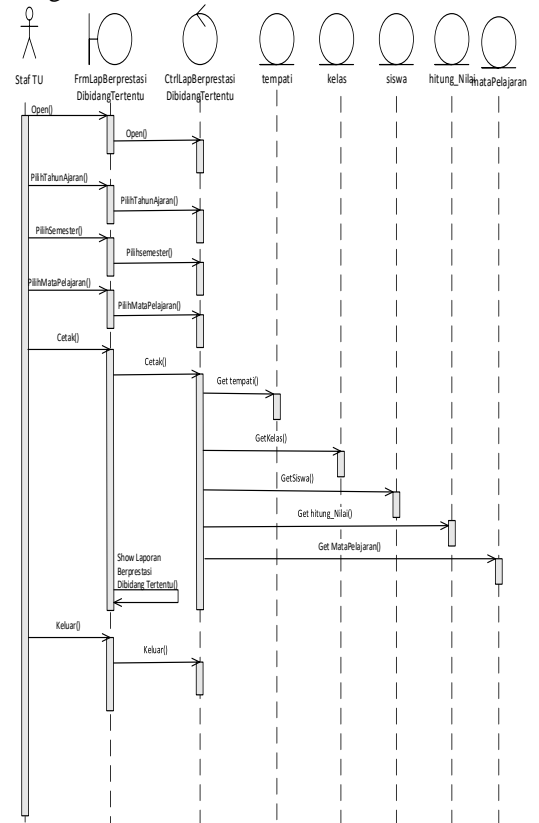 Staf TU
FrmLapBerprestasi
DibidangTertentu
CtrlLapBerprestasi
DibidangTertentu
tempati
kelas
siswa
hitung_Nilai
mataPelajaran
Open()
Open()
PilihTahunAjaran()
PilihTahunAjaran()
PilihSemester()
Pilihsemester()
PilihMataPelajaran()
PilihMataPelajaran()
Cetak()
Cetak()
Get tempati()
GetKelas()
GetSiswa()
Get hitung_Nilai()
Get MataPelajaran()
Show Laporan
Berprestasi
Dibidang Tertentu()
Keluar()
Keluar()